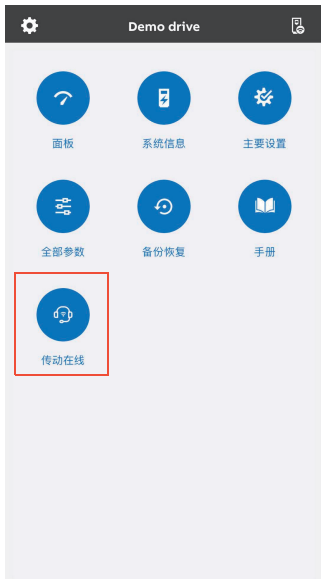 Demo drive
面板
系统信息
主要设置
全部参数
备份恢复
手册
传动在线